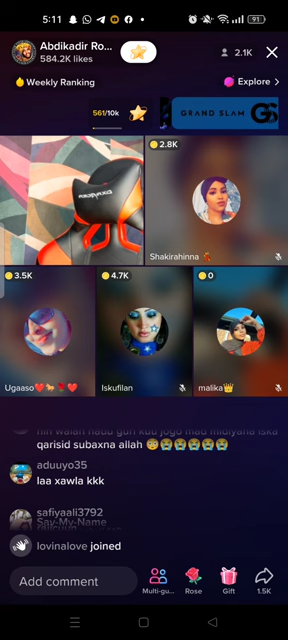 5:11
91
Abdikadir Ro...
584.2K likes
2.1K
Weekly Ranking
Explore >
561/10k
GRAND SLAM GS
2.8K
Shakirahinna
3.5K
4.7K
0
Ugaaso❤️🐎🌹❤️
Iskufilan
malika👑
qarisid subaxna allah 😨😭😭😭😭😭
aduuyo35
laa xawla kkk
safiyaali3792
Say-My-Name
lovinalove joined
Add comment
Multi-gu...
Rose
Gift
1.5K